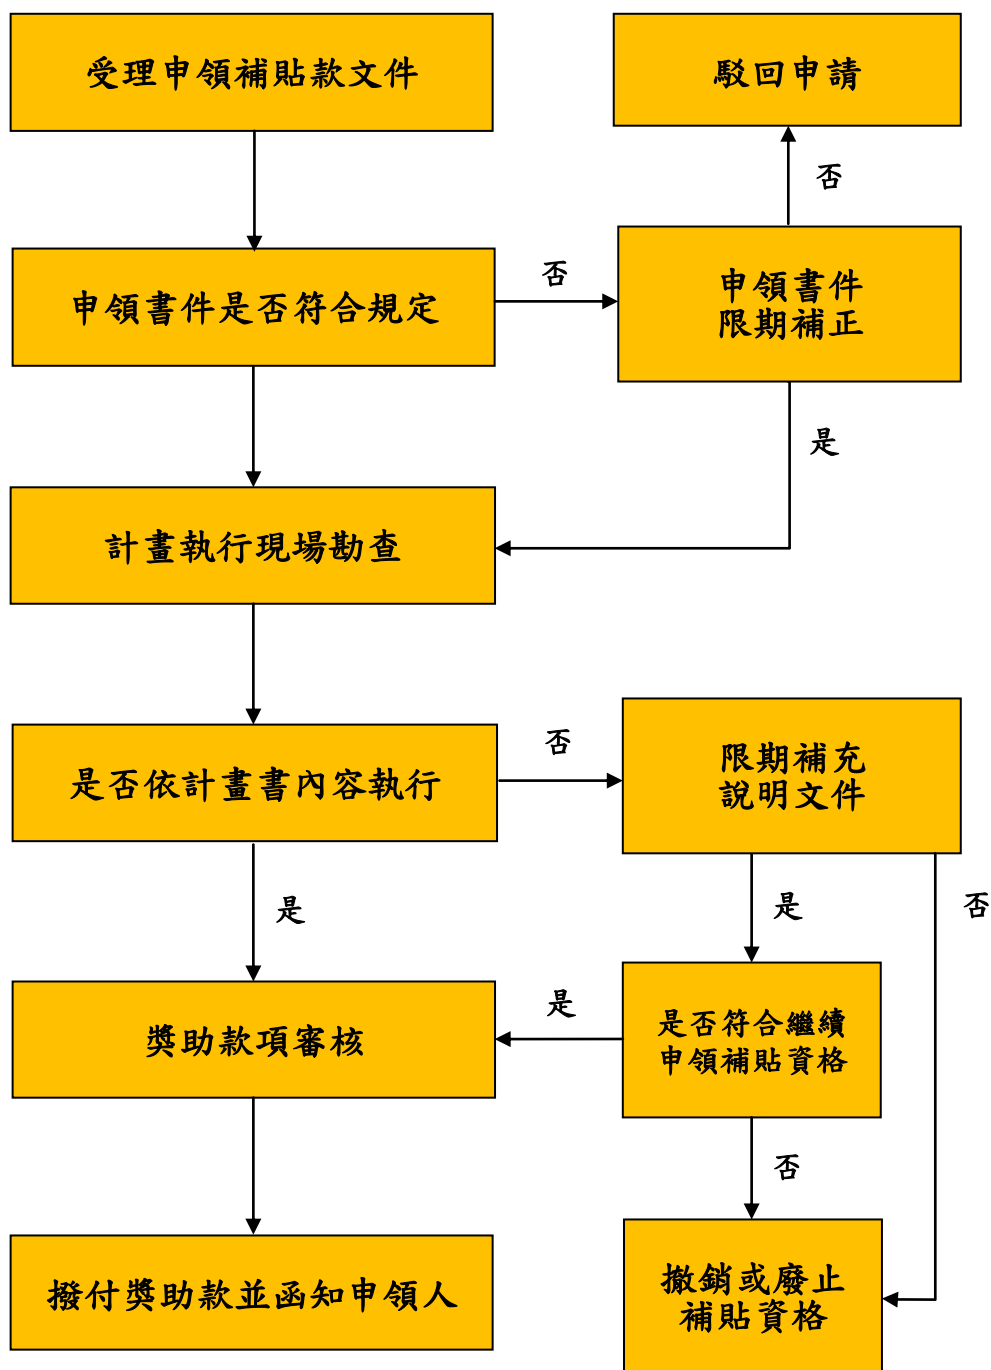 受理申領補貼款文件
駁回申請
否
申領書件是否符合規定
否
申領書件
限期補正
是
計畫執行現場勘查
是否依計畫書內容執行
否
限期補充
說明文件
是
是
否
獎助款項審核
是
是否符合繼續
申領補貼資格
否
撥付獎助款並函知申領人
撤銷或廢止
補貼資格